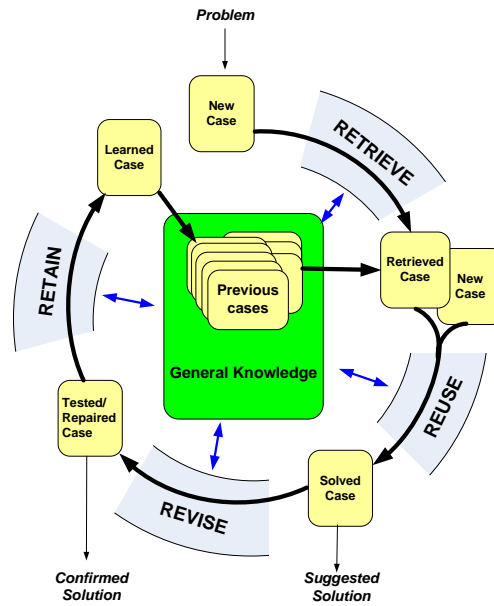 Problem
New
Case
RETRIEVE
Learned
Case
Retrieved
Case
New
Case
Previous
cases
RETAIN
General Knowledge
Tested/
Repaired
Case
REUSE
Solved
Case
REVISE
Confirmed
Solution
Suggested
Solution